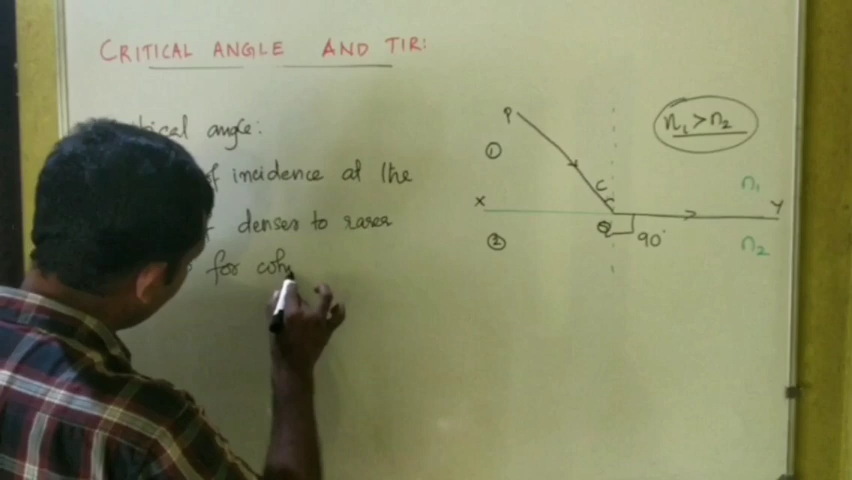 CRITICAL ANGLE AND TIR:
angle:
incidence at the
denser to rarer
for
P
①
C
n₁ > n₂
n₁
X
Y
Q
90°
②
n₂